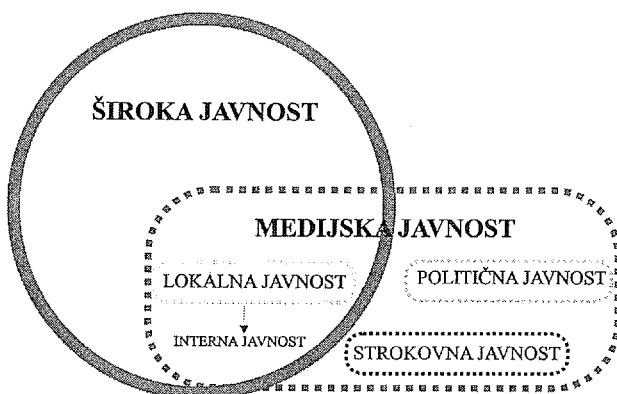 ŠIROKA JAVNOST
MEDIJSKA JAVNOST
LOKALNA JAVNOST
POLITIČNA JAVNOST
INTERNA JAVNOST
STROKOVNA JAVNOST